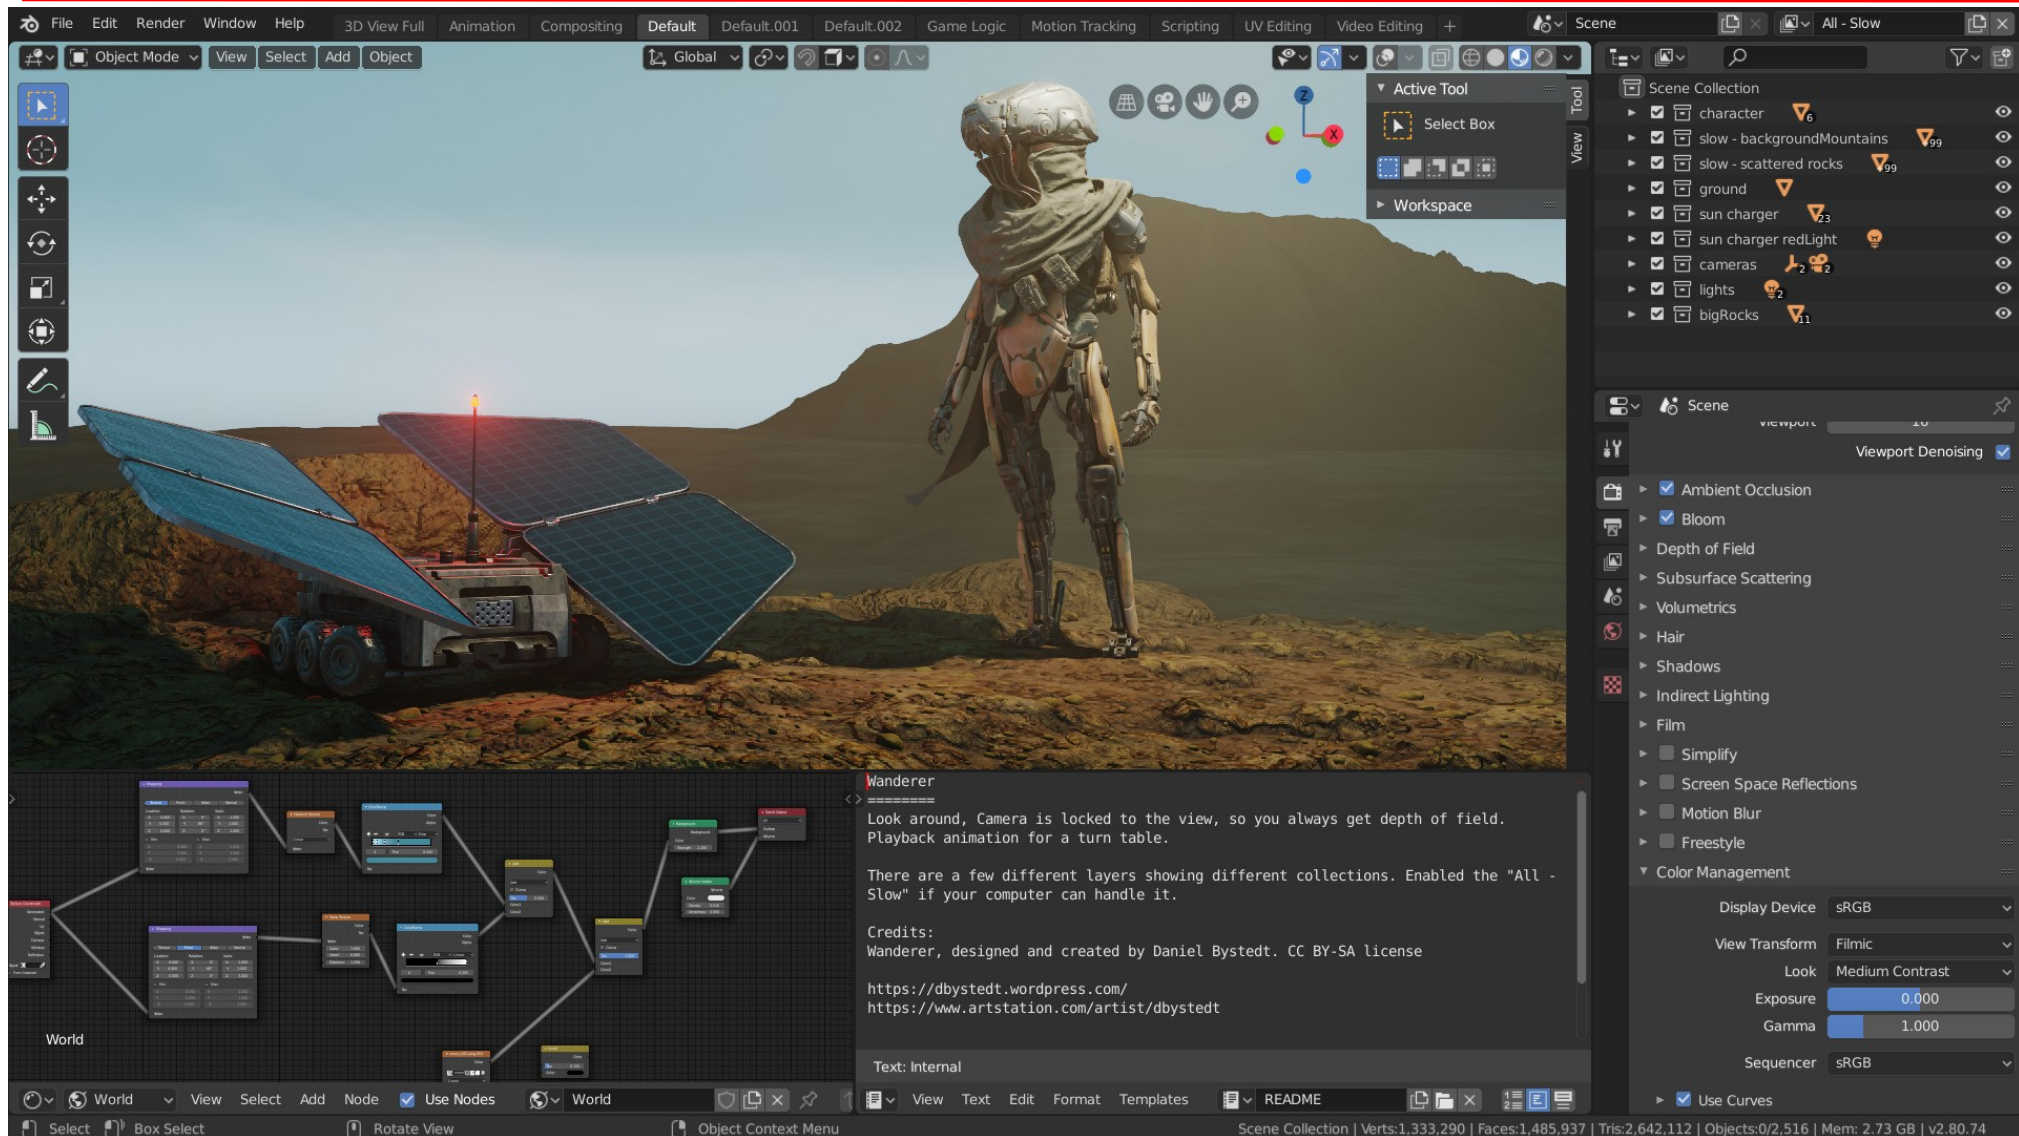 File Edit Render Window Help 3D View Full Animation Compositing Default Default.001 Default.002 Game Logic Motion Tracking Scripting UV Editing Video Editing + Scene All - Slow
Object Mode View Select Add Object Global
Z
X
Active Tool
Select Box
Workspace
Tool
View
Scene Collection
character 6
slow - backgroundMountains 99
slow - scattered rocks 99
ground
sun charger 23
sun charger redLight
cameras 2 2
lights 2
bigRocks 11
Scene
Viewport 16
Viewport Denoising
Ambient Occlusion
Bloom
Depth of Field
Subsurface Scattering
Volumetrics
Hair
Shadows
Indirect Lighting
Film
Simplify
Screen Space Reflections
Motion Blur
Freestyle
Color Management
Display Device sRGB
View Transform Filmic
Look Medium Contrast
Exposure 0.000
Gamma 1.000
Sequencer sRGB
Use Curves
World
Wanderer
========
Look around, Camera is locked to the view, so you always get depth of field.
Playback animation for a turn table.
There are a few different layers showing different collections. Enabled the "All -
Slow" if your computer can handle it.
Credits:
Wanderer, designed and created by Daniel Bystedt. CC BY-SA license
https://dbystedt.wordpress.com/
https://www.artstation.com/artist/dbystedt
Text: Internal
World View Select Add Node Use Nodes World
View Text Edit Format Templates README
Select Box Select Rotate View Object Context Menu
Scene Collection | Verts:1,333,290 | Faces:1,485,937 | Tris:2,642,112 | Objects:0/2,516 | Mem: 2.73 GB | v2.80.74